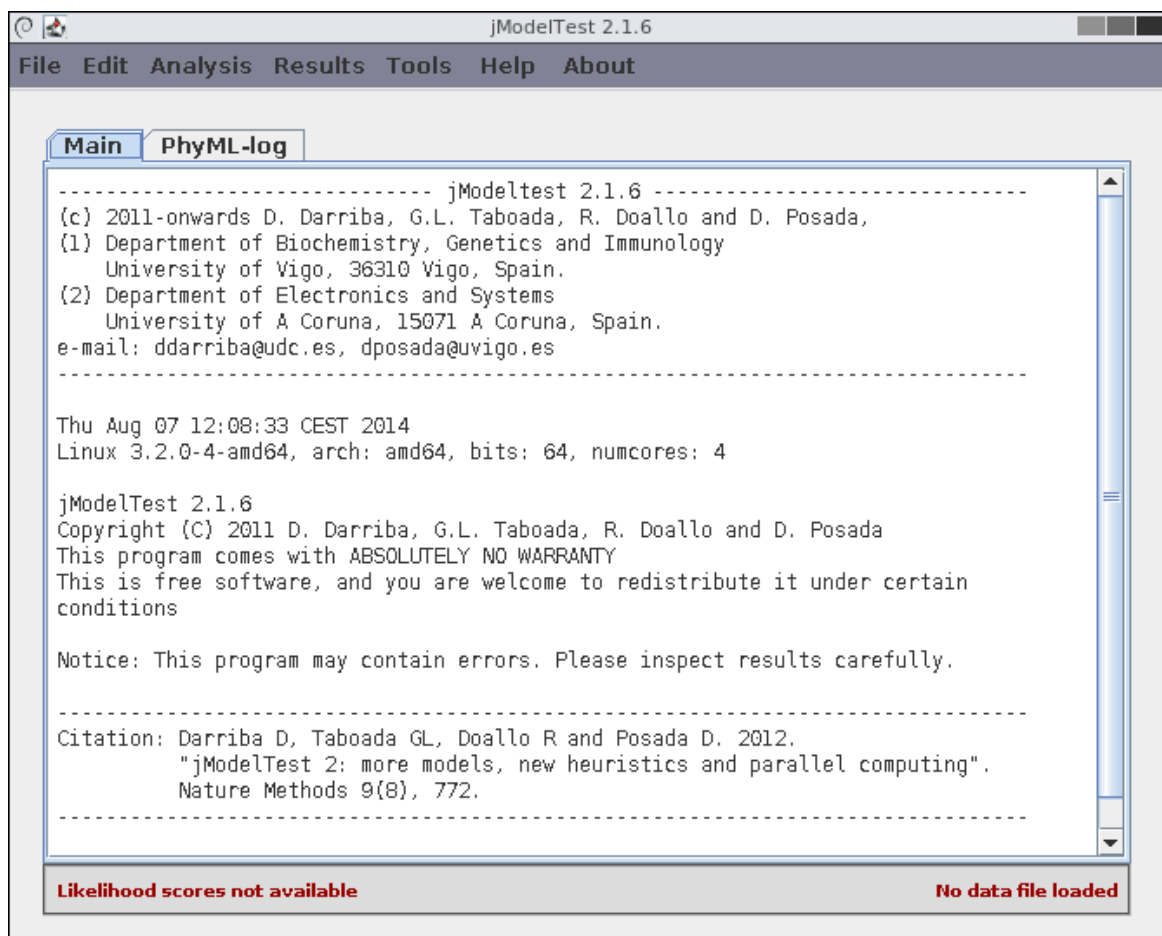 jModelTest 2.1.6
File Edit Analysis Results Tools Help About
Main PhyML-log
-------------------------------- jModeltest 2.1.6 -------------------------------
(c) 2011-onwards D. Darriba, G.L. Taboada, R. Doallo and D. Posada,
(1) Department of Biochemistry, Genetics and Immunology
    University of Vigo, 36310 Vigo, Spain.
(2) Department of Electronics and Systems
    University of A Coruna, 15071 A Coruna, Spain.
e-mail: ddarriba@udc.es, dposada@uvigo.es
---------------------------------------------------------------------------------
Thu Aug 07 12:08:33 CEST 2014
Linux 3.2.0-4-amd64, arch: amd64, bits: 64, numcores: 4
jModelTest 2.1.6
Copyright (C) 2011 D. Darriba, G.L. Taboada, R. Doallo and D. Posada
This program comes with ABSOLUTELY NO WARRANTY
This is free software, and you are welcome to redistribute it under certain
conditions
Notice: This program may contain errors. Please inspect results carefully.
---------------------------------------------------------------------------------
Citation: Darriba D, Taboada GL, Doallo R and Posada D. 2012.
          "jModelTest 2: more models, new heuristics and parallel computing".
          Nature Methods 9(8), 772.
---------------------------------------------------------------------------------
Likelihood scores not available No data file loaded